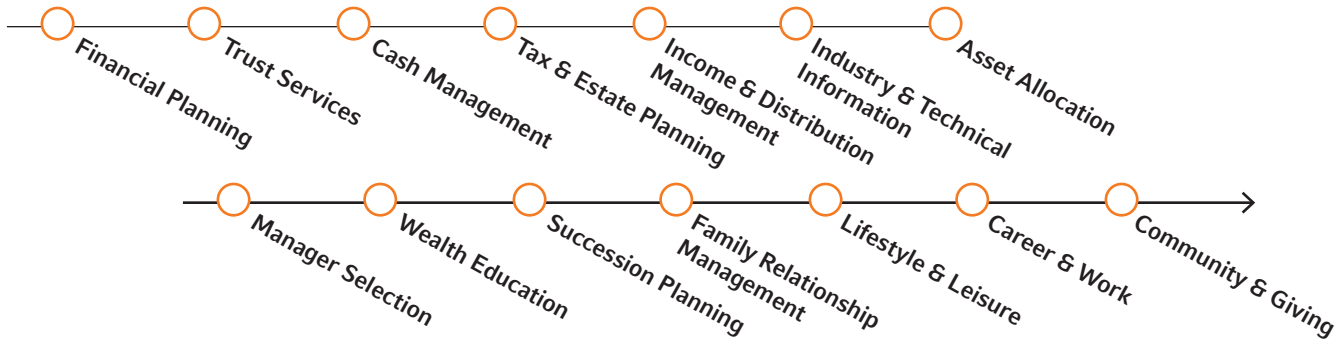 Financial Planning
Trust Services
Cash Management
Tax & Estate Planning
Income & Distribution
Management
Industry & Technical
Information
Asset Allocation
Manager Selection
Wealth Education
Succession Planning
Family Relationship
Management
Lifestyle & Leisure
Career & Work
Community & Giving